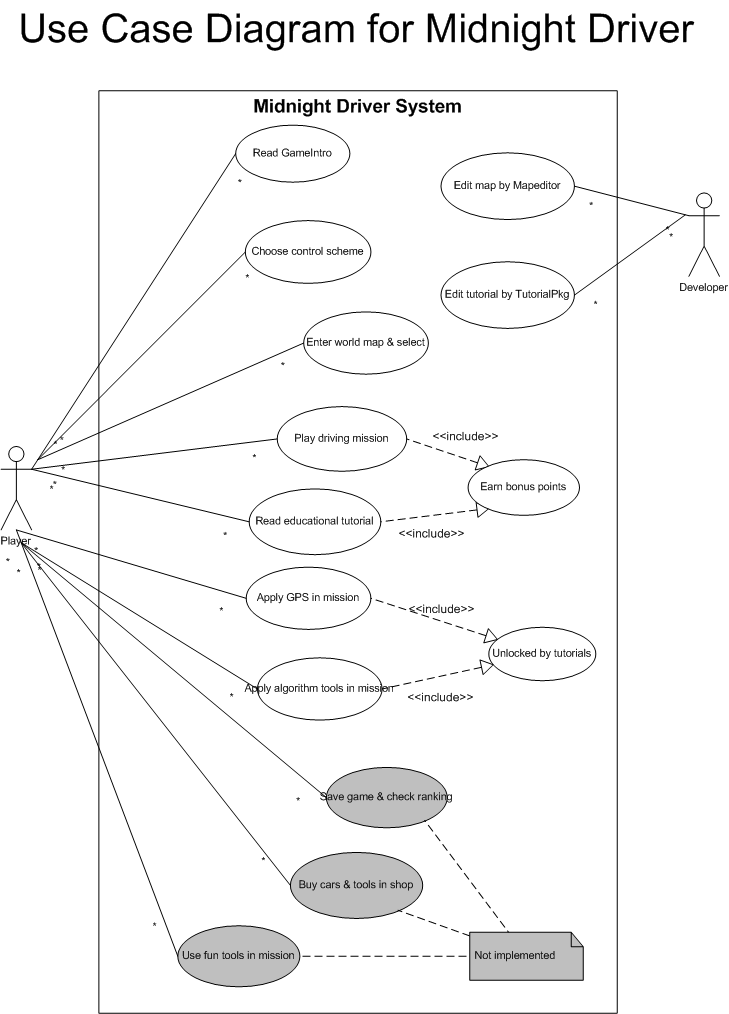 Use Case Diagram for Midnight Driver
Midnight Driver System
Read GameIntro
*
Edit map by Mapeditor
*
Choose control scheme
*
*
*
Developer
Edit tutorial by TutorialPkg
*
Enter world map & select
*
Play driving mission
*
<<include>>
*
*
*
*
*
Earn bonus points
Read educational tutorial
*
<<include>>
Player
*
*
*
*
*
Apply GPS in mission
*
<<include>>
Unlocked by tutorials
Apply algorithm tools in mission
*
<<include>>
Save game & check ranking
*
Buy cars & tools in shop
*
Use fun tools in mission
*
Not implemented